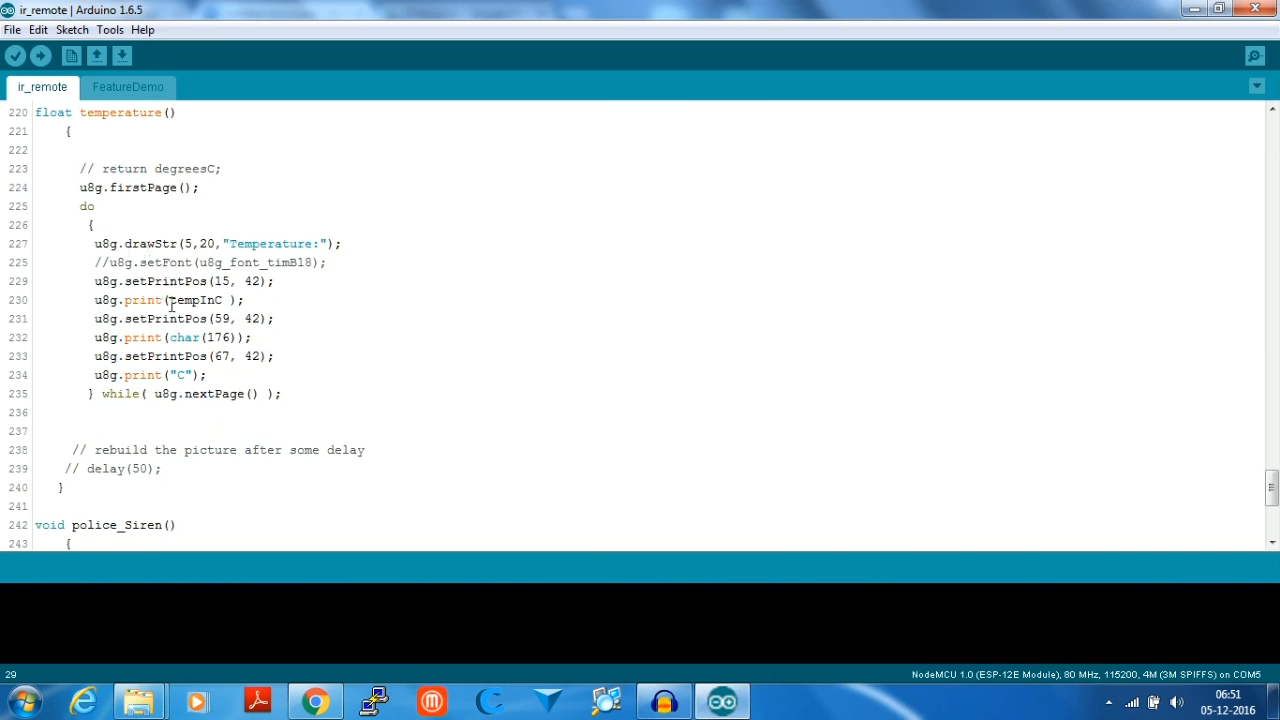 ir_remote | Arduino 1.6.5
File Edit Sketch Tools Help
ir_remote FeatureDemo
220 float temperature()
221 {
222
223 // return degreesC;
224 u8g.firstPage();
225 do
226 {
227 u8g.drawStr(5,20,"Temperature:");
225 //u8g.setFont(u8g_font_timB18);
229 u8g.setPrintPos(15, 42);
230 u8g.print(tempInC );
231 u8g.setPrintPos(59, 42);
232 u8g.print(char(176));
233 u8g.setPrintPos(67, 42);
234 u8g.print("C");
235 } while( u8g.nextPage() );
236
237
238 // rebuild the picture after some delay
239 // delay(50);
240 }
241
242 void police_Siren()
243 {
29 NodeMCU 1.0 (ESP-12E Module), 80 MHz, 115200, 4M (3M SPIFFS) on COM5
06:51
05-12-2016